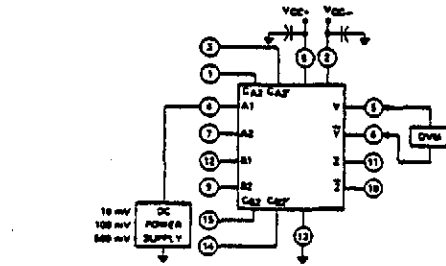 VCC+ VCC-
3
1
6 2
CA2 CA2'
4 A1 Y 5
7 A2 Y 6 DVM
12 B1 Z 11
9 B2 Z 10
CB2 CB2'
15
14
13
10 mV DC
100 mV POWER
500 mV SUPPLY